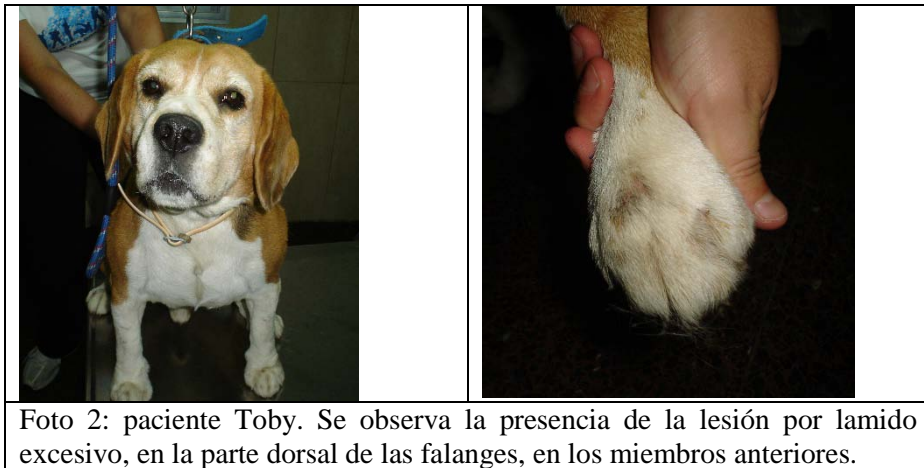 Foto 2: paciente Toby. Se observa la presencia de la lesión por lamido
excesivo, en la parte dorsal de las falanges, en los miembros anteriores.